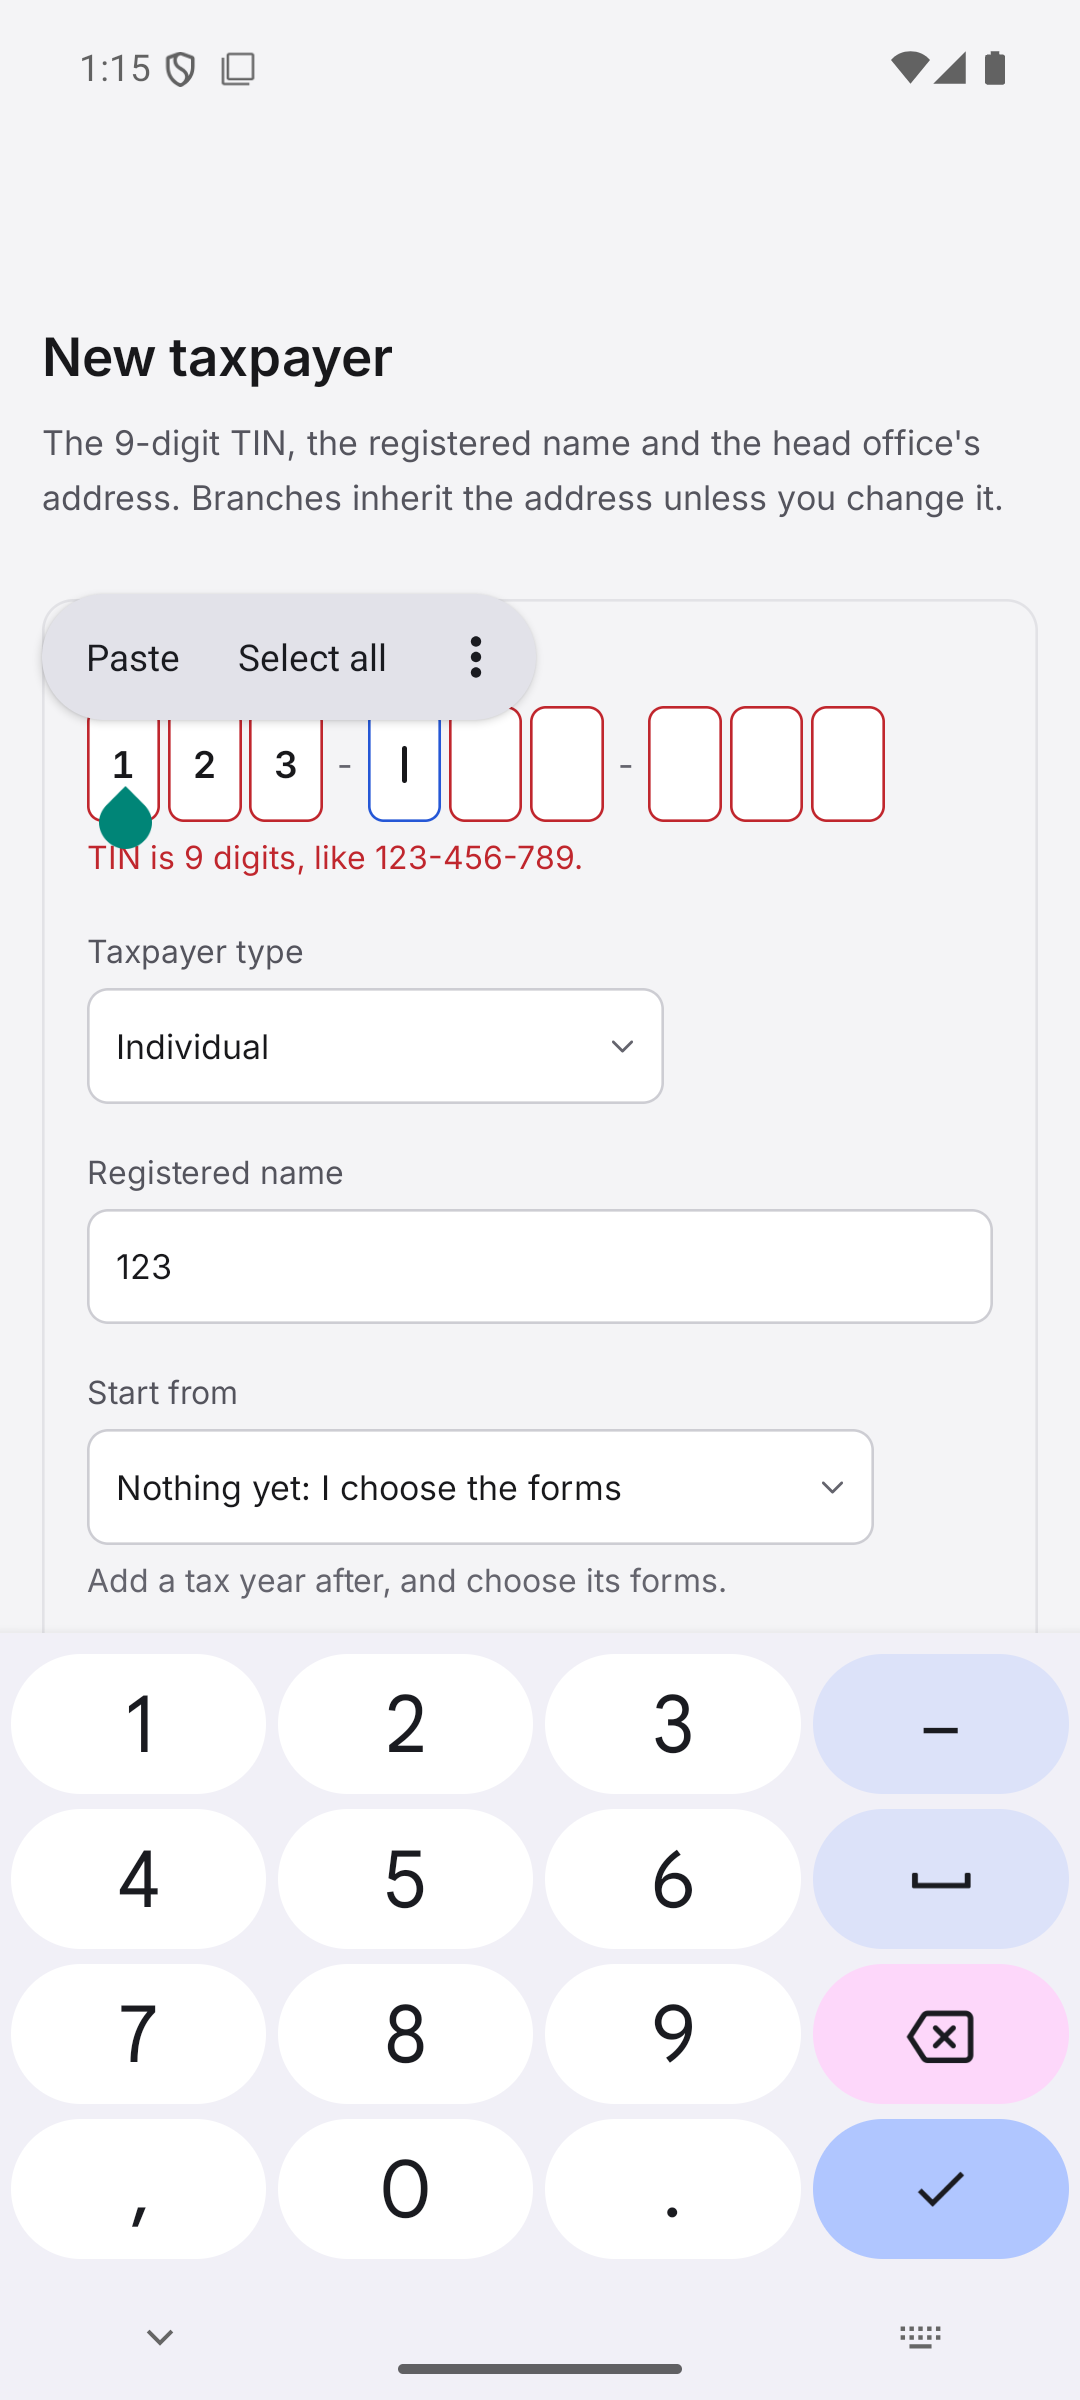 1:15
New taxpayer
The 9-digit TIN, the registered name and the head office's
address. Branches inherit the address unless you change it.
Paste Select all
1 2 3 - -
TIN is 9 digits, like 123-456-789.
Taxpayer type
Individual
Registered name
123
Start from
Nothing yet: I choose the forms
Add a tax year after, and choose its forms.
1 2 3 –
4 5 6
7 8 9
, 0 .